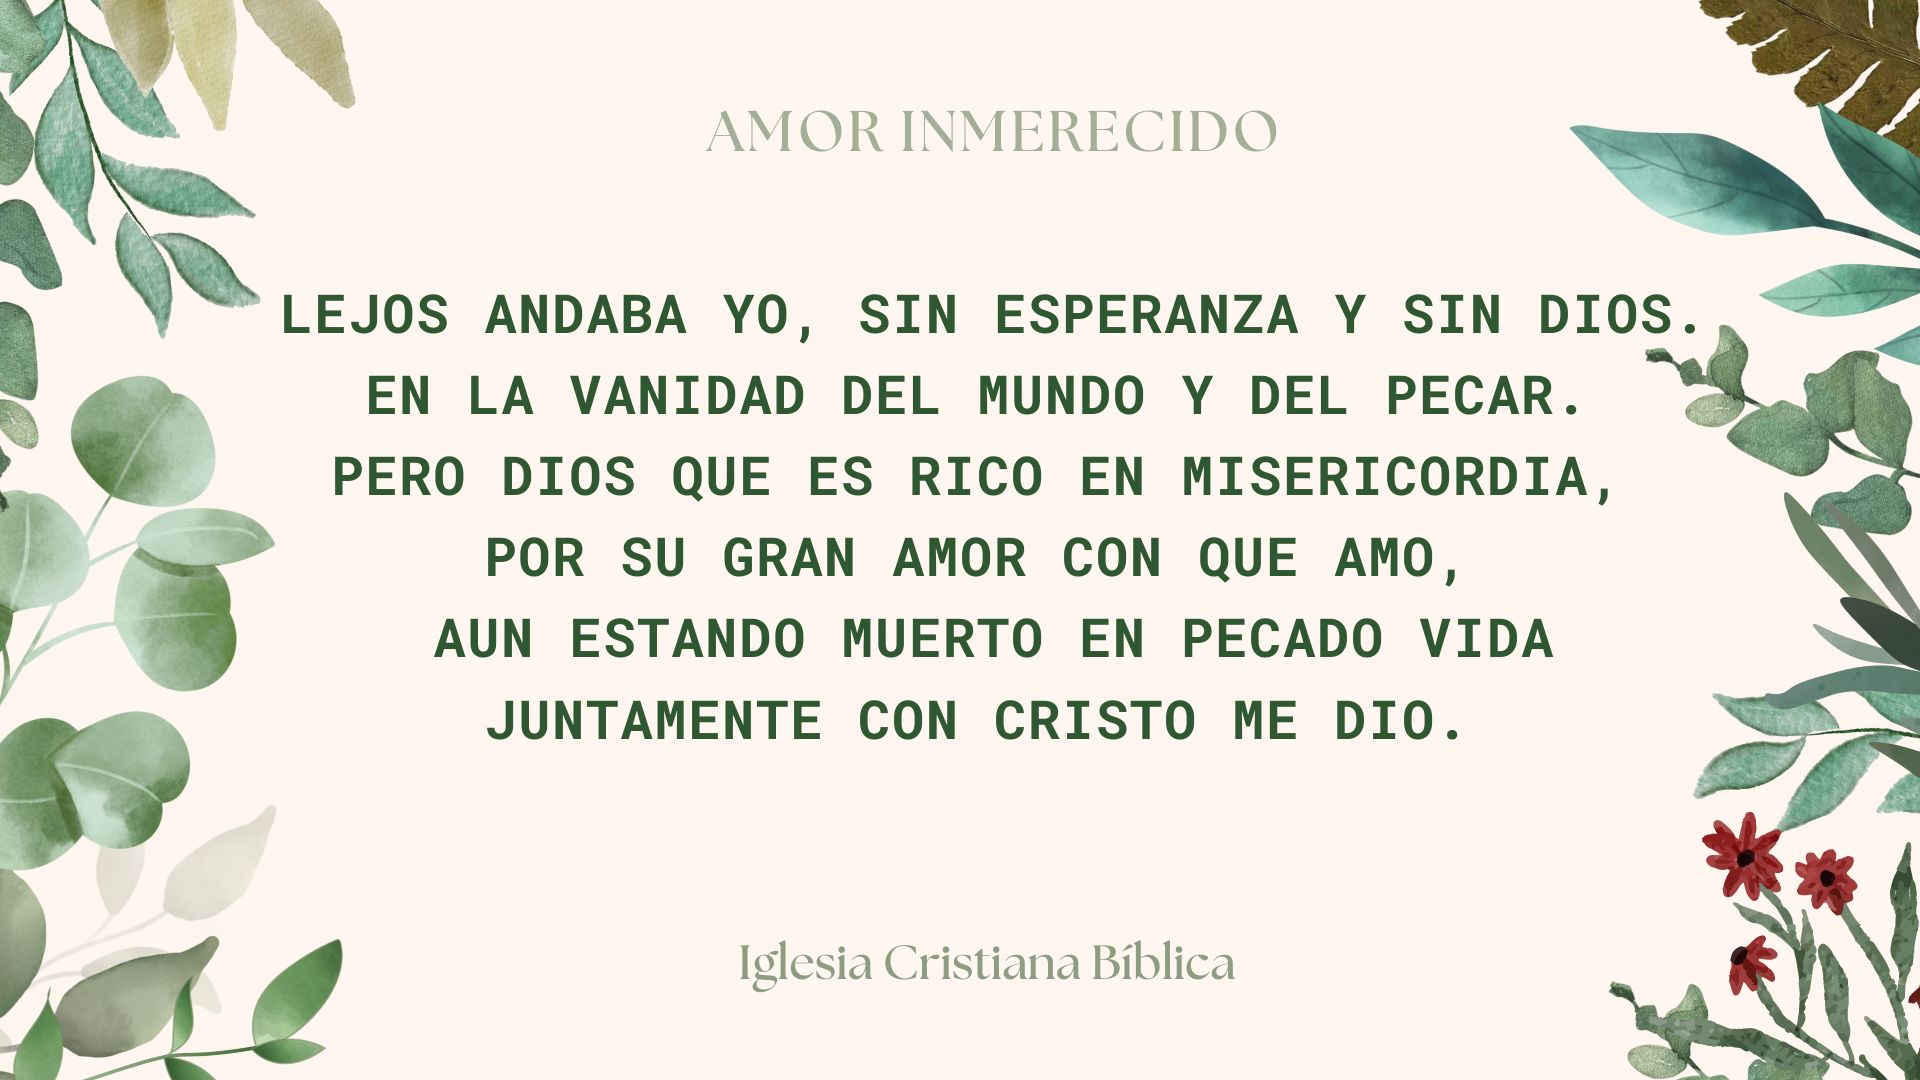 AMOR INMERECIDO
LEJOS ANDABA YO, SIN ESPERANZA Y SIN DIOS.
EN LA VANIDAD DEL MUNDO Y DEL PECAR.
PERO DIOS QUE ES RICO EN MISERICORDIA,
POR SU GRAN AMOR CON QUE AMO,
AUN ESTANDO MUERTO EN PECADO VIDA
JUNTAMENTE CON CRISTO ME DIO.
Iglesia Cristiana Bíblica